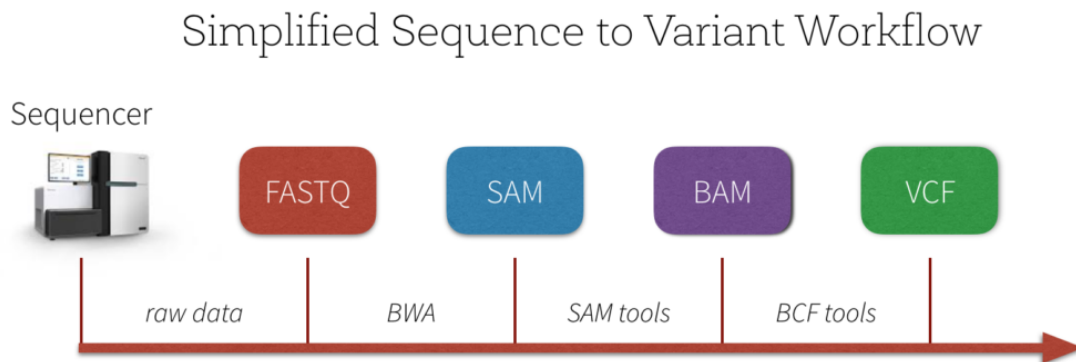 Simplified Sequence to Variant Workflow
Sequencer
FASTQ
SAM
BAM
VCF
raw data
BWA
SAM tools
BCF tools